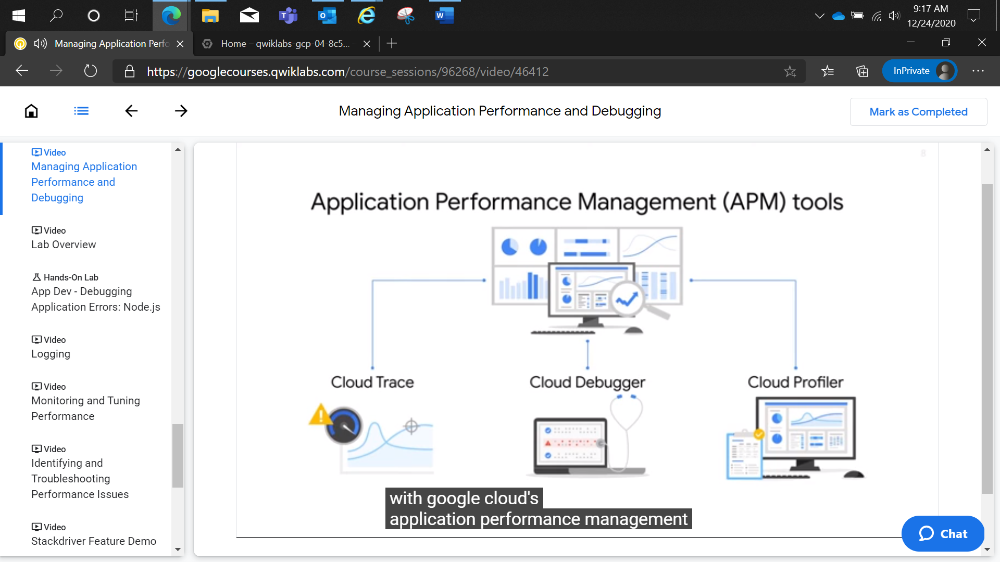 9:17 AM
12/24/2020
Managing Application Perfo
Home – qwiklabs-gcp-04-8c5...
https://googlecourses.qwiklabs.com/course_sessions/96268/video/46412
InPrivate
Managing Application Performance and Debugging
Mark as Completed
Video
Managing Application
Performance and
Debugging
Video
Lab Overview
Hands-On Lab
App Dev - Debugging
Application Errors: Node.js
Video
Logging
Video
Monitoring and Tuning
Performance
Video
Identifying and
Troubleshooting
Performance Issues
Video
Stackdriver Feature Demo
8
Application Performance Management (APM) tools
Cloud Trace
Cloud Debugger
Cloud Profiler
with google cloud's
application performance management
Chat